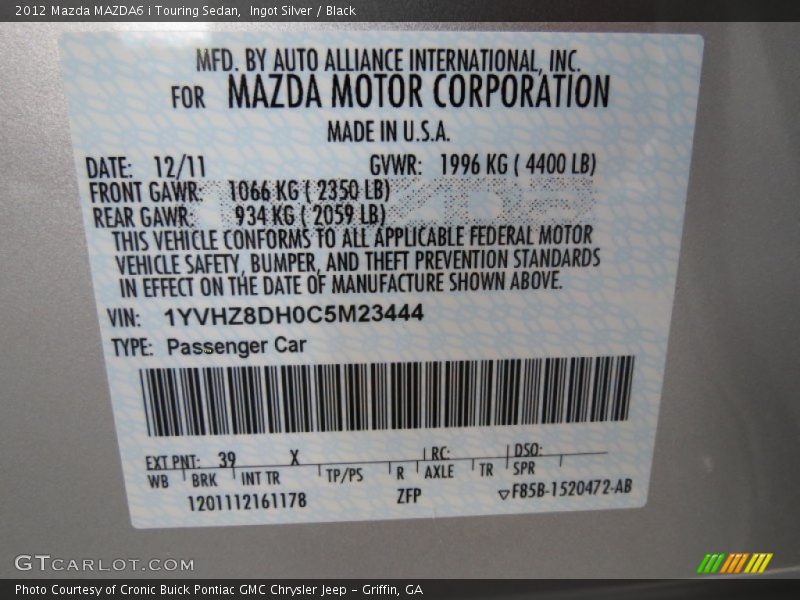 2012 Mazda MAZDA6 i Touring Sedan, Ingot Silver / Black
MFD. BY AUTO ALLIANCE INTERNATIONAL, INC.
FOR MAZDA MOTOR CORPORATION
MADE IN U.S.A.
DATE: 12/11 GVWR: 1996 KG ( 4400 LB)
FRONT GAWR: 1066 KG ( 2350 LB)
REAR GAWR: 934 KG ( 2059 LB)
THIS VEHICLE CONFORMS TO ALL APPLICABLE FEDERAL MOTOR
VEHICLE SAFETY, BUMPER, AND THEFT PREVENTION STANDARDS
IN EFFECT ON THE DATE OF MANUFACTURE SHOWN ABOVE.
VIN: 1YVHZ8DH0C5M23444
TYPE: Passenger Car
EXT PNT: 39 X RC: DSO:
WB BRK INT TR TP/PS R AXLE TR SPR
1201112161178 ZFP ▽F85B-1520472-AB
GTCARLOT.COM
Photo Courtesy of Cronic Buick Pontiac GMC Chrysler Jeep – Griffin, GA